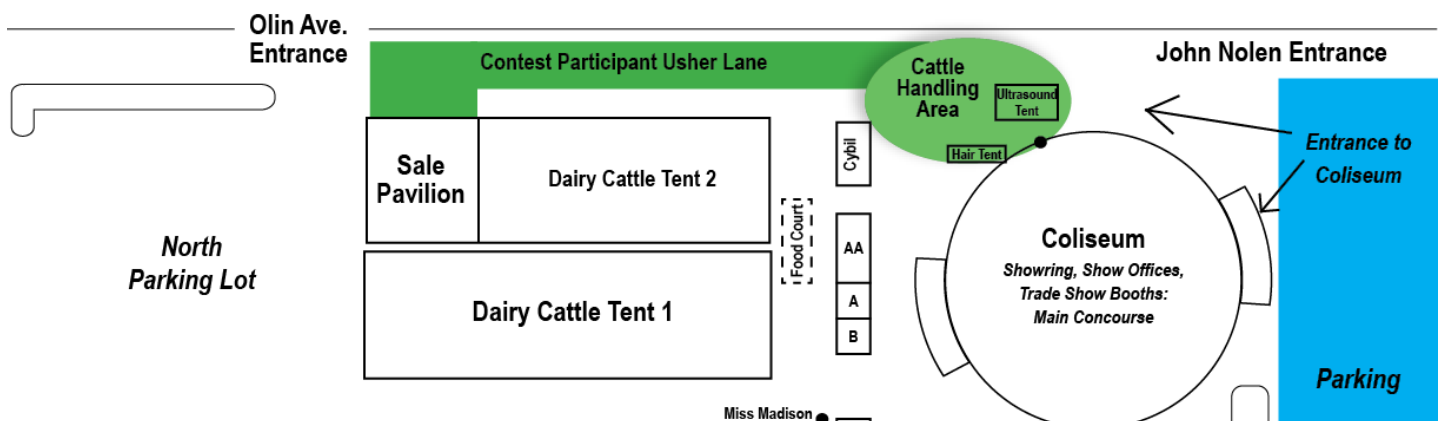 Olin Ave.
Entrance
Contest Participant Usher Lane
Cattle
Handling
Area
Ultrasound
Tent
Hair Tent
John Nolen Entrance
Entrance to
Coliseum
Sale
Pavilion
Dairy Cattle Tent 2
Cybil
Food Court
AA
A
B
North
Parking Lot
Dairy Cattle Tent 1
Coliseum
Showring, Show Offices,
Trade Show Booths:
Main Concourse
Parking
Miss Madison